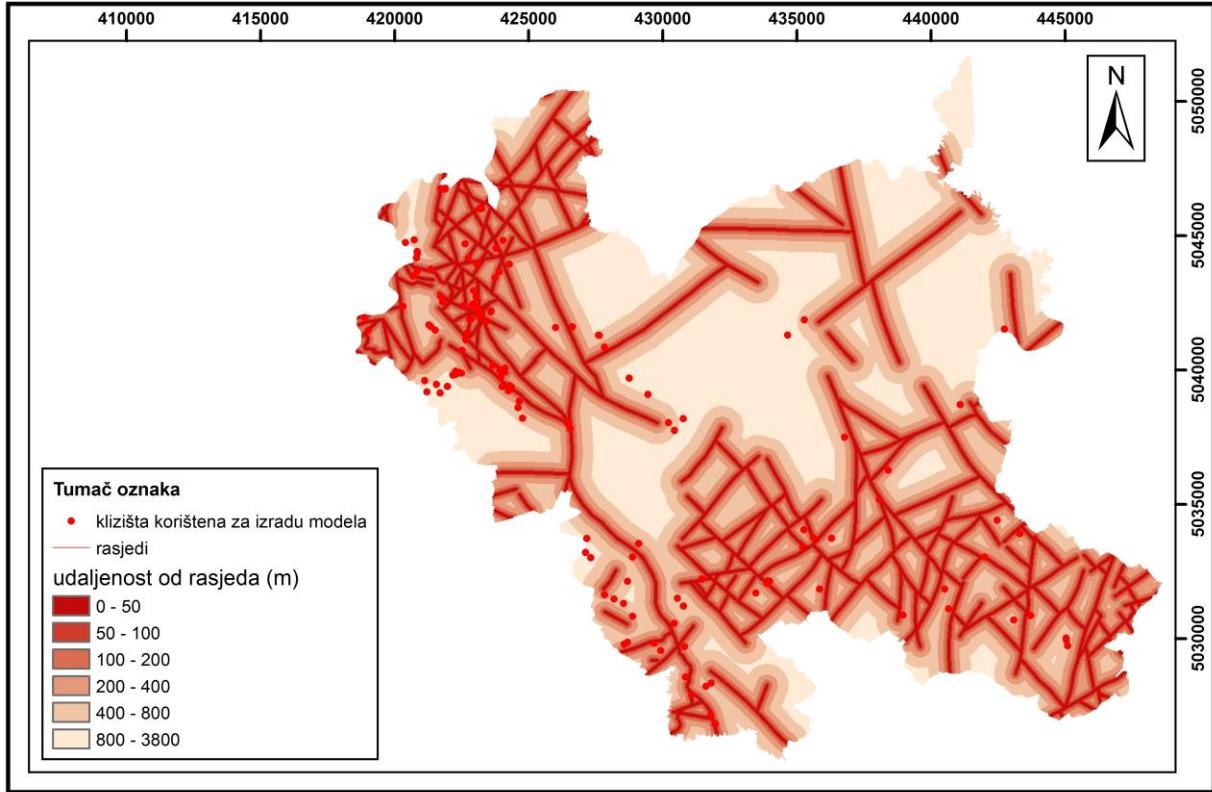 410000 415000 420000 425000 430000 435000 440000 445000
N
5050000
5045000
5040000
5035000
5030000
Tumač oznaka
klizišta korištena za izradu modela
rasjedi
udaljenost od rasjeda (m)
0 - 50
50 - 100
100 - 200
200 - 400
400 - 800
800 - 3800